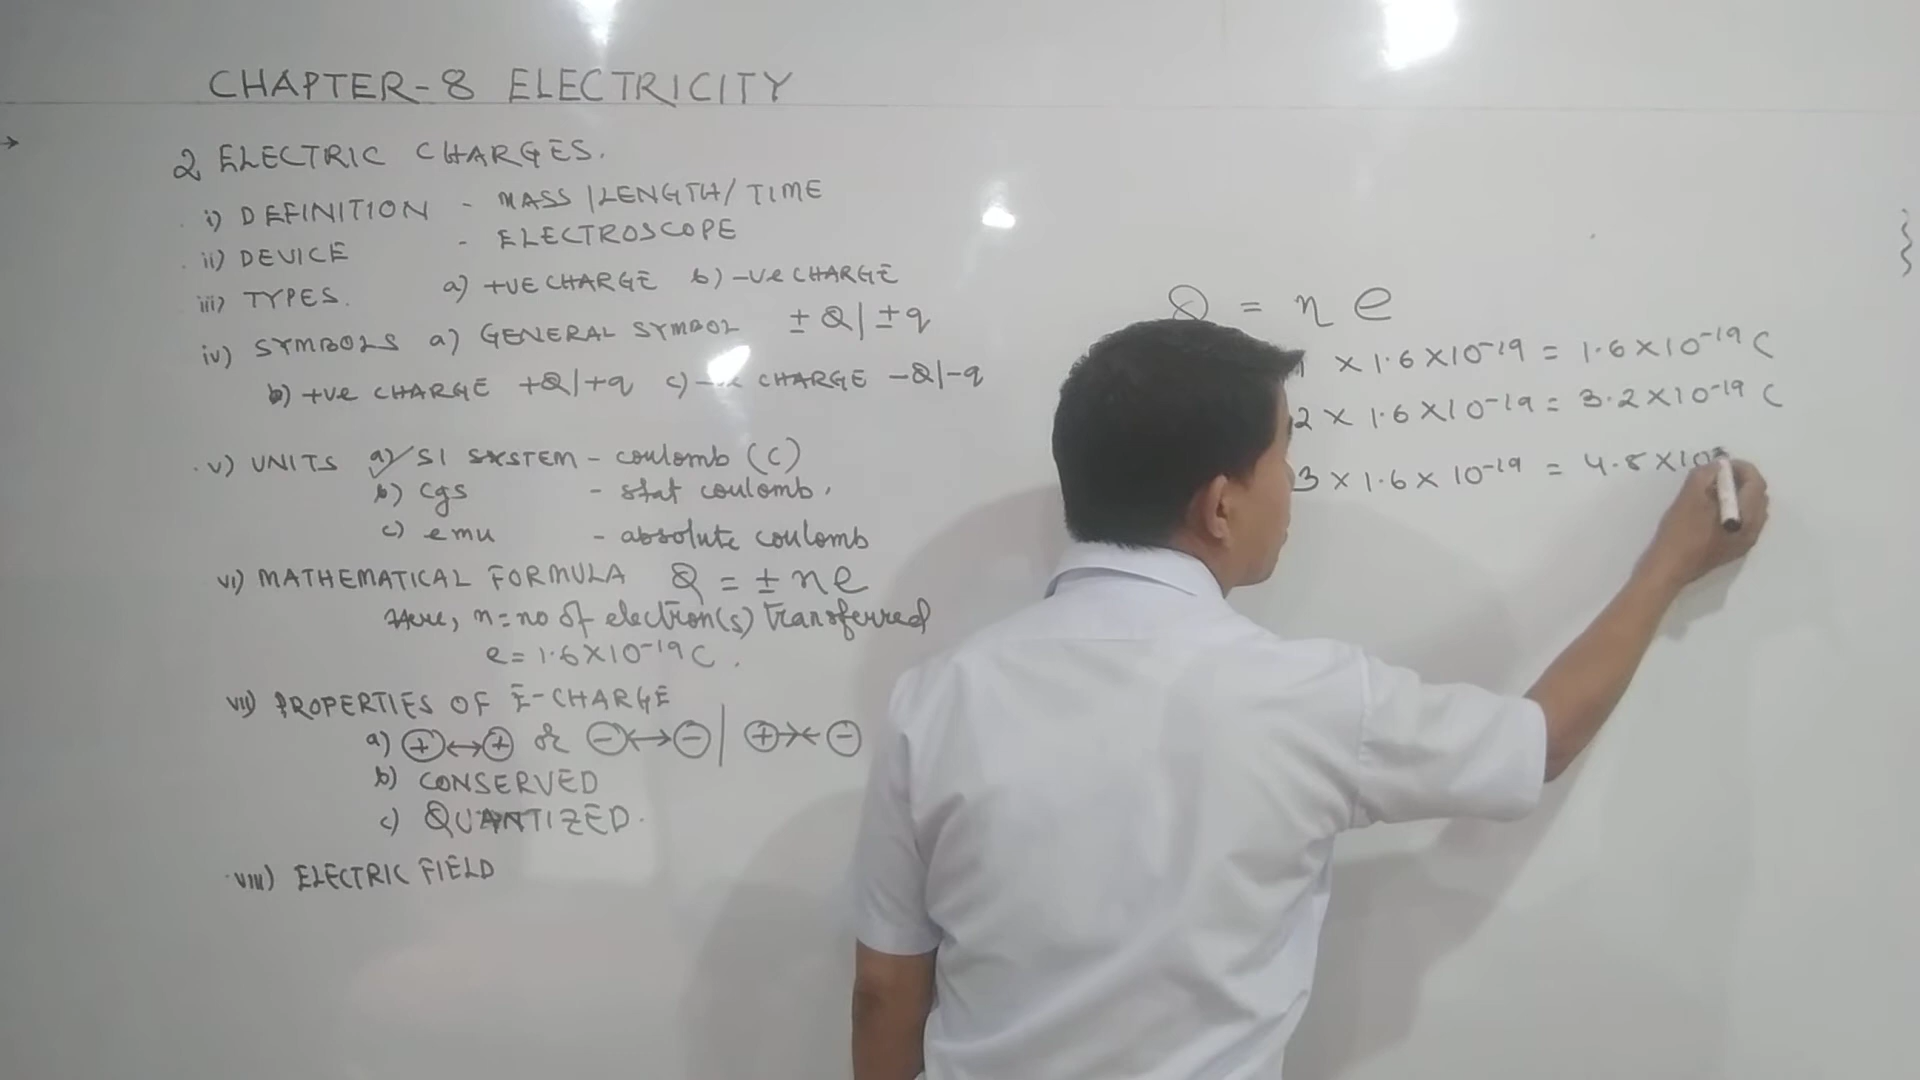 CHAPTER-8 ELECTRICITY
2 ELECTRIC CHARGES.
i) DEFINITION - MASS /LENGTH/ TIME
ii) DEVICE - ELECTROSCOPE
iii) TYPES. a) +VE CHARGE b) -Ve CHARGE
iv) SYMBOLS a) GENERAL SYMBOL ± Q/ ± q
b) +ve CHARGE +Q/+q c) CHARGE -Q/-q
v) UNITS a) SI SYSTEM - coulomb (C)
b) cgs - stat coulomb.
c) emu - absolute coulomb
vi) MATHEMATICAL FORMULA Q = ± ne
Here, n = no of electron(s) transferred
e = 1.6 X 10⁻¹⁹ C .
vii) PROPERTIES OF E-CHARGE
a) ⊕↔⊕ or ⊖↔⊖ | ⊕→←⊖
b) CONSERVED
c) QUANTIZED.
viii) ELECTRIC FIELD
Q = n e
1 × 1.6 × 10⁻¹⁹ = 1.6 × 10⁻¹⁹ C
2 × 1.6 × 10⁻¹⁹ = 3.2 × 10⁻¹⁹ C
3 × 1.6 × 10⁻¹⁹ = 4.8 × 10